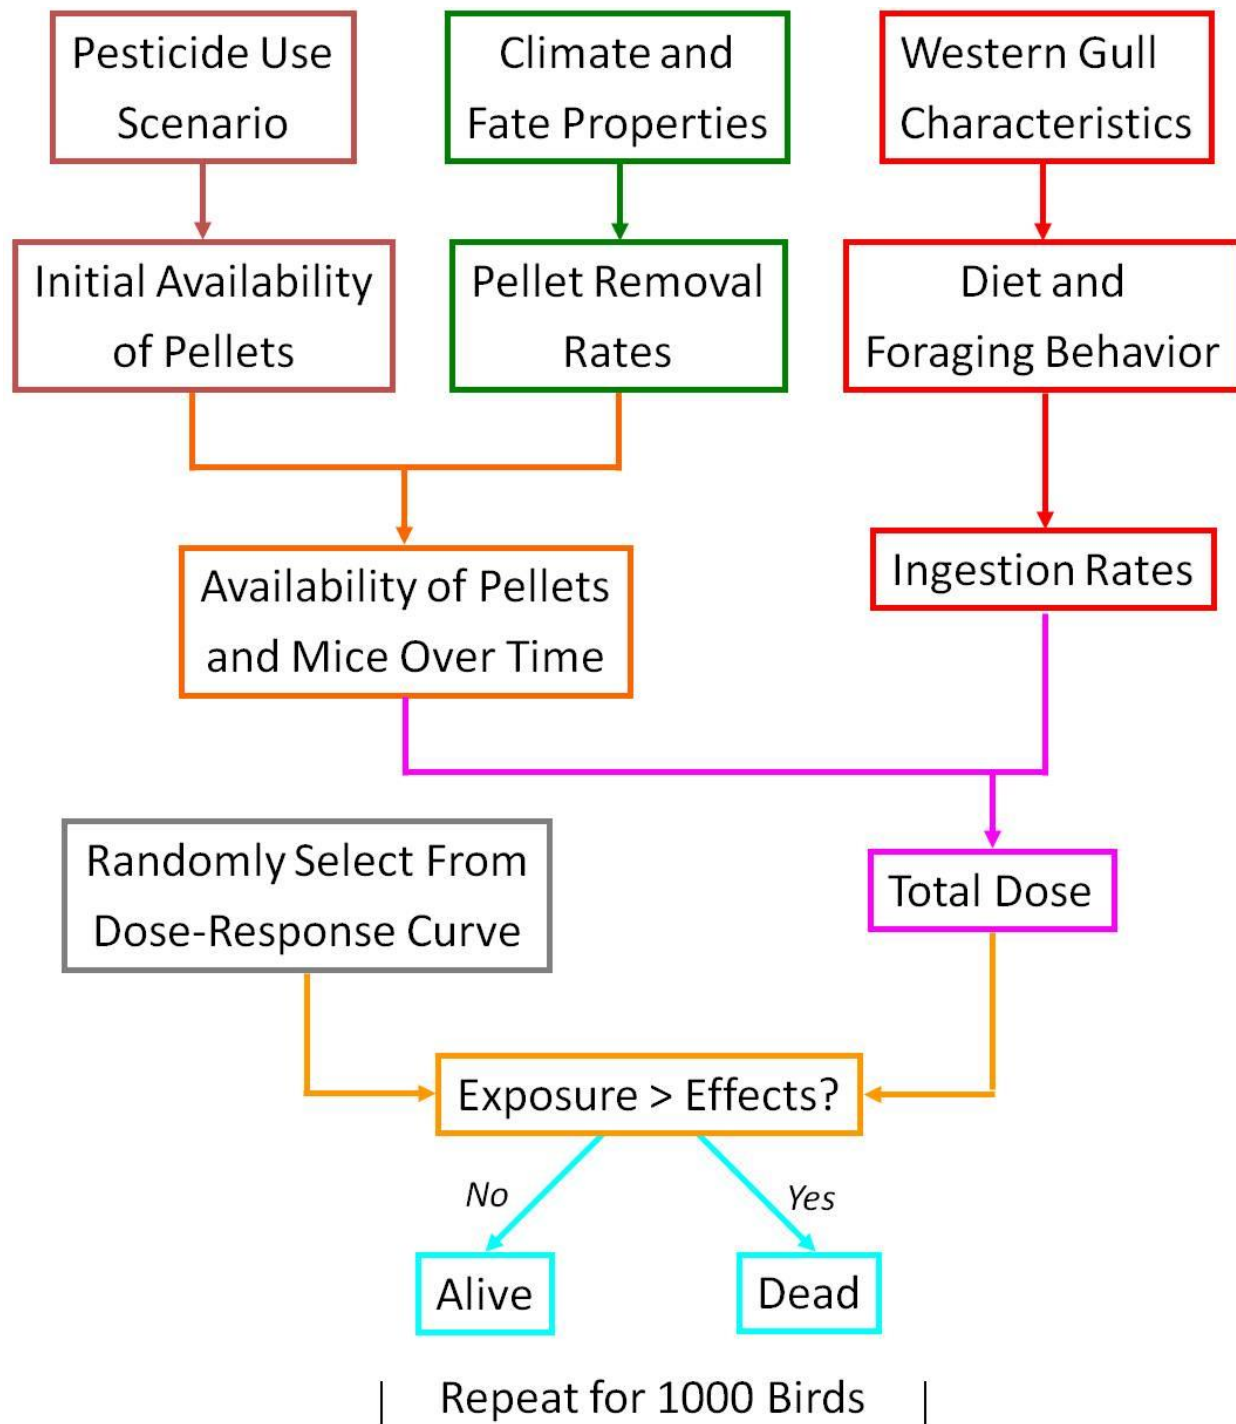 Pesticide Use
Scenario
Climate and
Fate Properties
Western Gull
Characteristics
Initial Availability
of Pellets
Pellet Removal
Rates
Diet and
Foraging Behavior
Availability of Pellets
and Mice Over Time
Ingestion Rates
Randomly Select From
Dose-Response Curve
Total Dose
Exposure > Effects?
No
Yes
Alive
Dead
Repeat for 1000 Birds